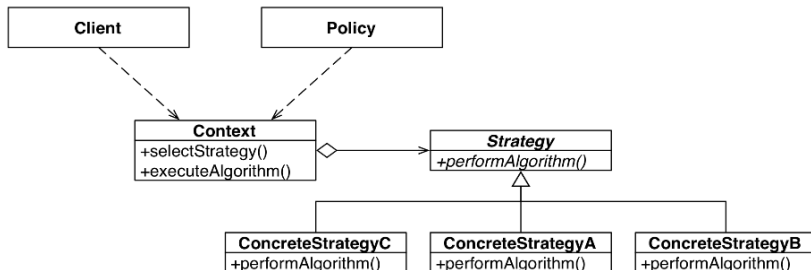 Client
Policy
Context
+selectStrategy()
+executeAlgorithm()
Strategy
+performAlgorithm()
ConcreteStrategyC
+performAlgorithm()
ConcreteStrategyA
+performAlgorithm()
ConcreteStrategyB
+performAlgorithm()